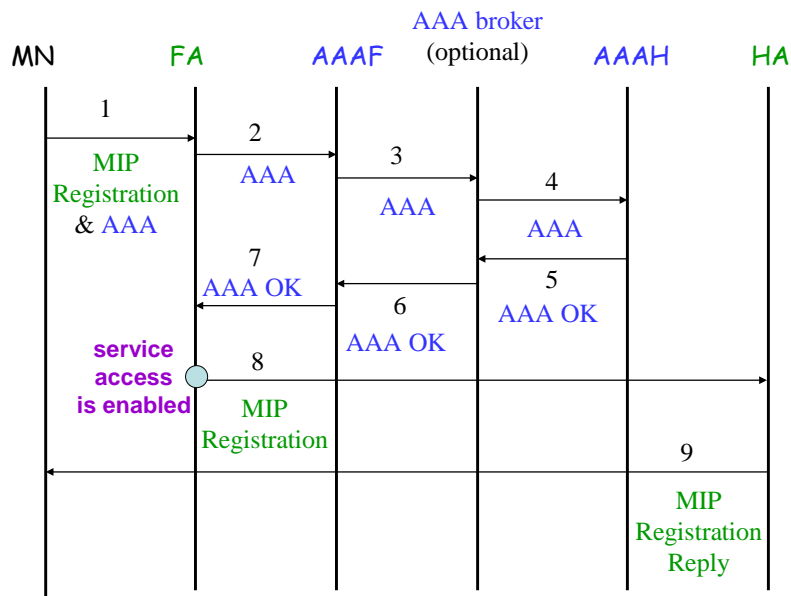 AAA broker
(optional)
MN
FA
AAAF
AAAH
HA
1
MIP
Registration
& AAA
2
AAA
3
AAA
4
AAA
5
AAA OK
6
AAA OK
7
AAA OK
service
access
is enabled
8
MIP
Registration
9
MIP
Registration
Reply